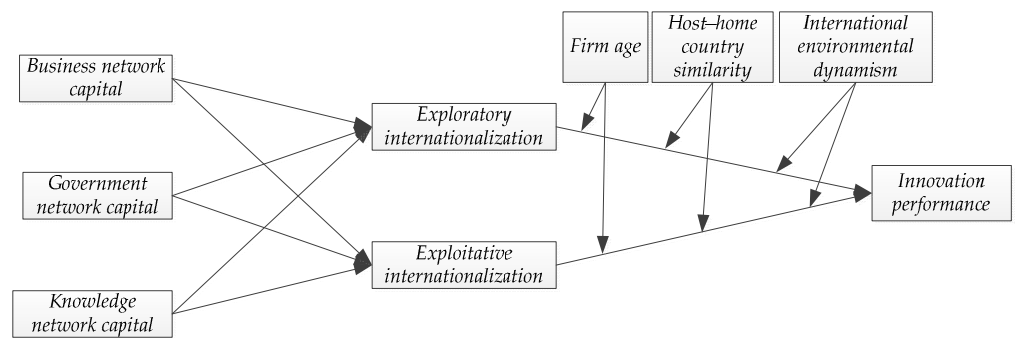 Business network
capital
Government
network capital
Knowledge
network capital
Exploratory
internationalization
Exploitative
internationalization
Firm age
Host–home
country
similarity
International
environmental
dynamism
Innovation
performance